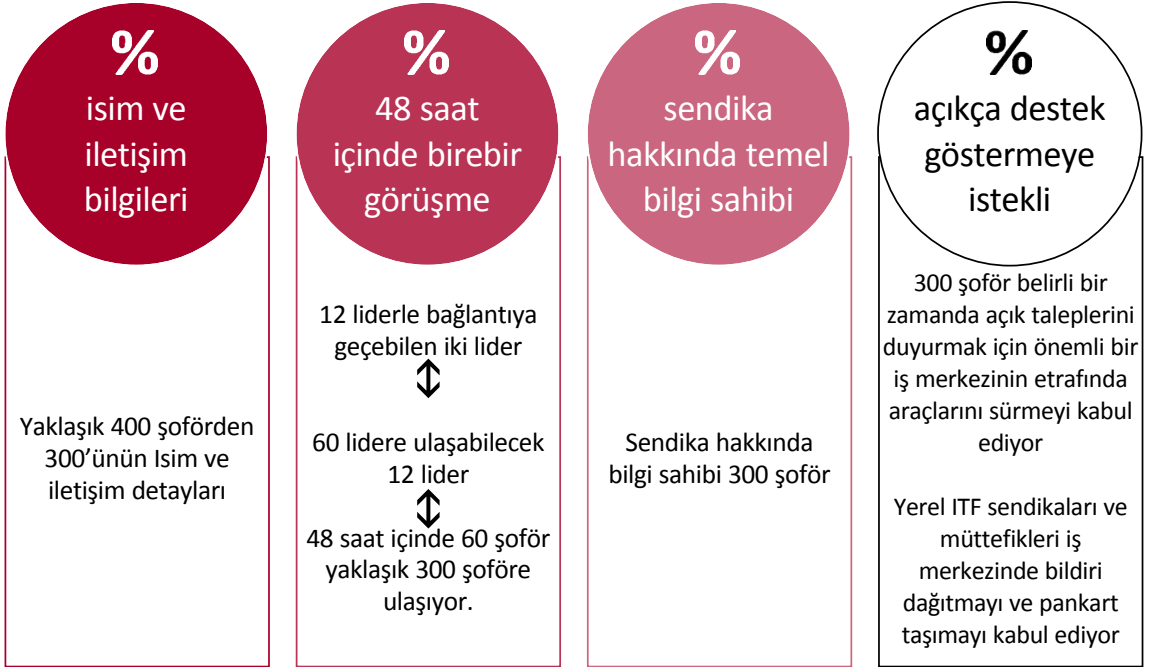 %
isim ve
iletişim
bilgileri
Yaklaşık 400 şoförden
300’ünün Isim ve
iletişim detayları
%
48 saat
içinde birebir
görüşme
12 liderle bağlantıya
geçebilen iki lider
60 lidere ulaşabilecek
12 lider
48 saat içinde 60 şoför
yaklaşık 300 şoföre
ulaşıyor.
%
sendika
hakkında temel
bilgi sahibi
Sendika hakkında
bilgi sahibi 300 şoför
%
açıkça destek
göstermeye
istekli
300 şoför belirli bir
zamanda açık taleplerini
duyurmak için önemli bir
iş merkezinin etrafında
araçlarını sürmeyi kabul
ediyor
Yerel ITF sendikaları ve
müttefikleri iş
merkezinde bildiri
dağıtmayı ve pankart
taşımayı kabul ediyor